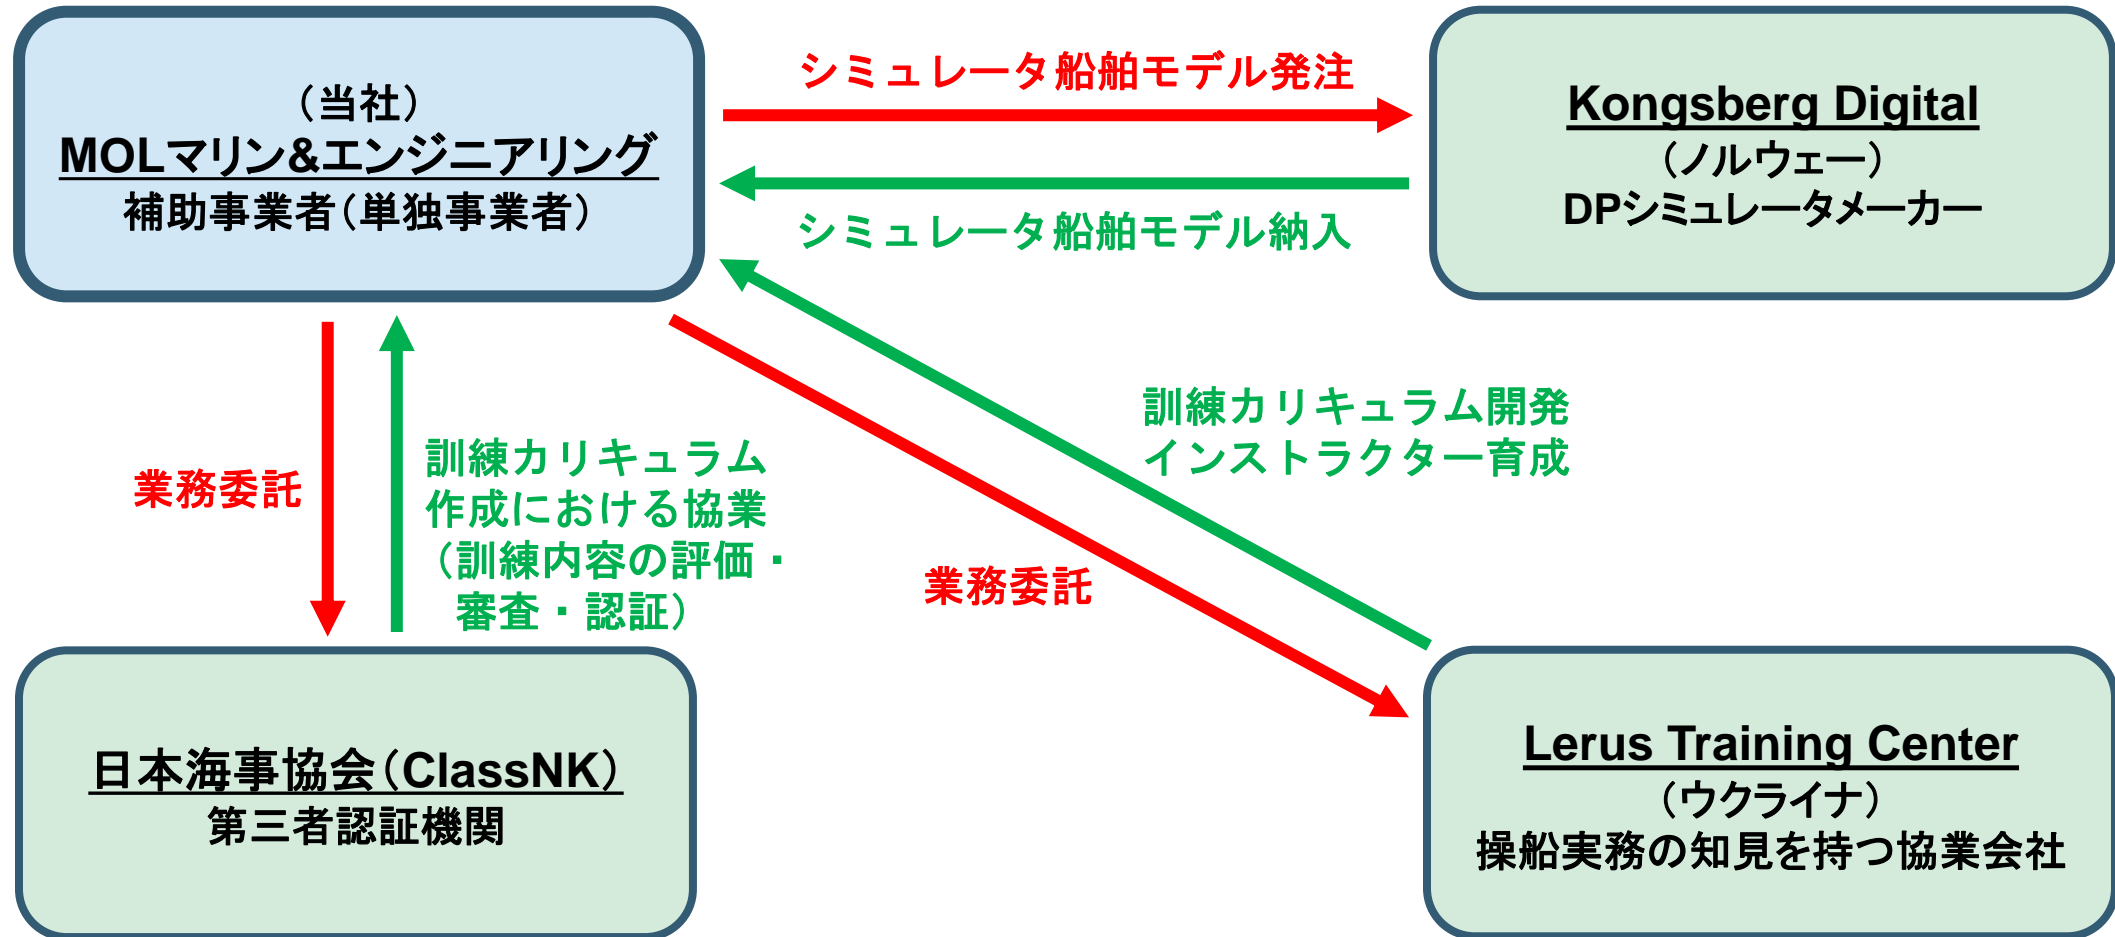 （当社）
MOLマリン&エンジニアリング
補助事業者（単独事業者）
シミュレータ船舶モデル発注
シミュレータ船舶モデル納入
Kongsberg Digital
（ノルウェー）
DPシミュレータメーカー
業務委託
訓練カリキュラム
作成における協業
（訓練内容の評価・
審査・認証）
訓練カリキュラム開発
インストラクター育成
業務委託
日本海事協会（ClassNK）
第三者認証機関
Lerus Training Center
（ウクライナ）
操船実務の知見を持つ協業会社